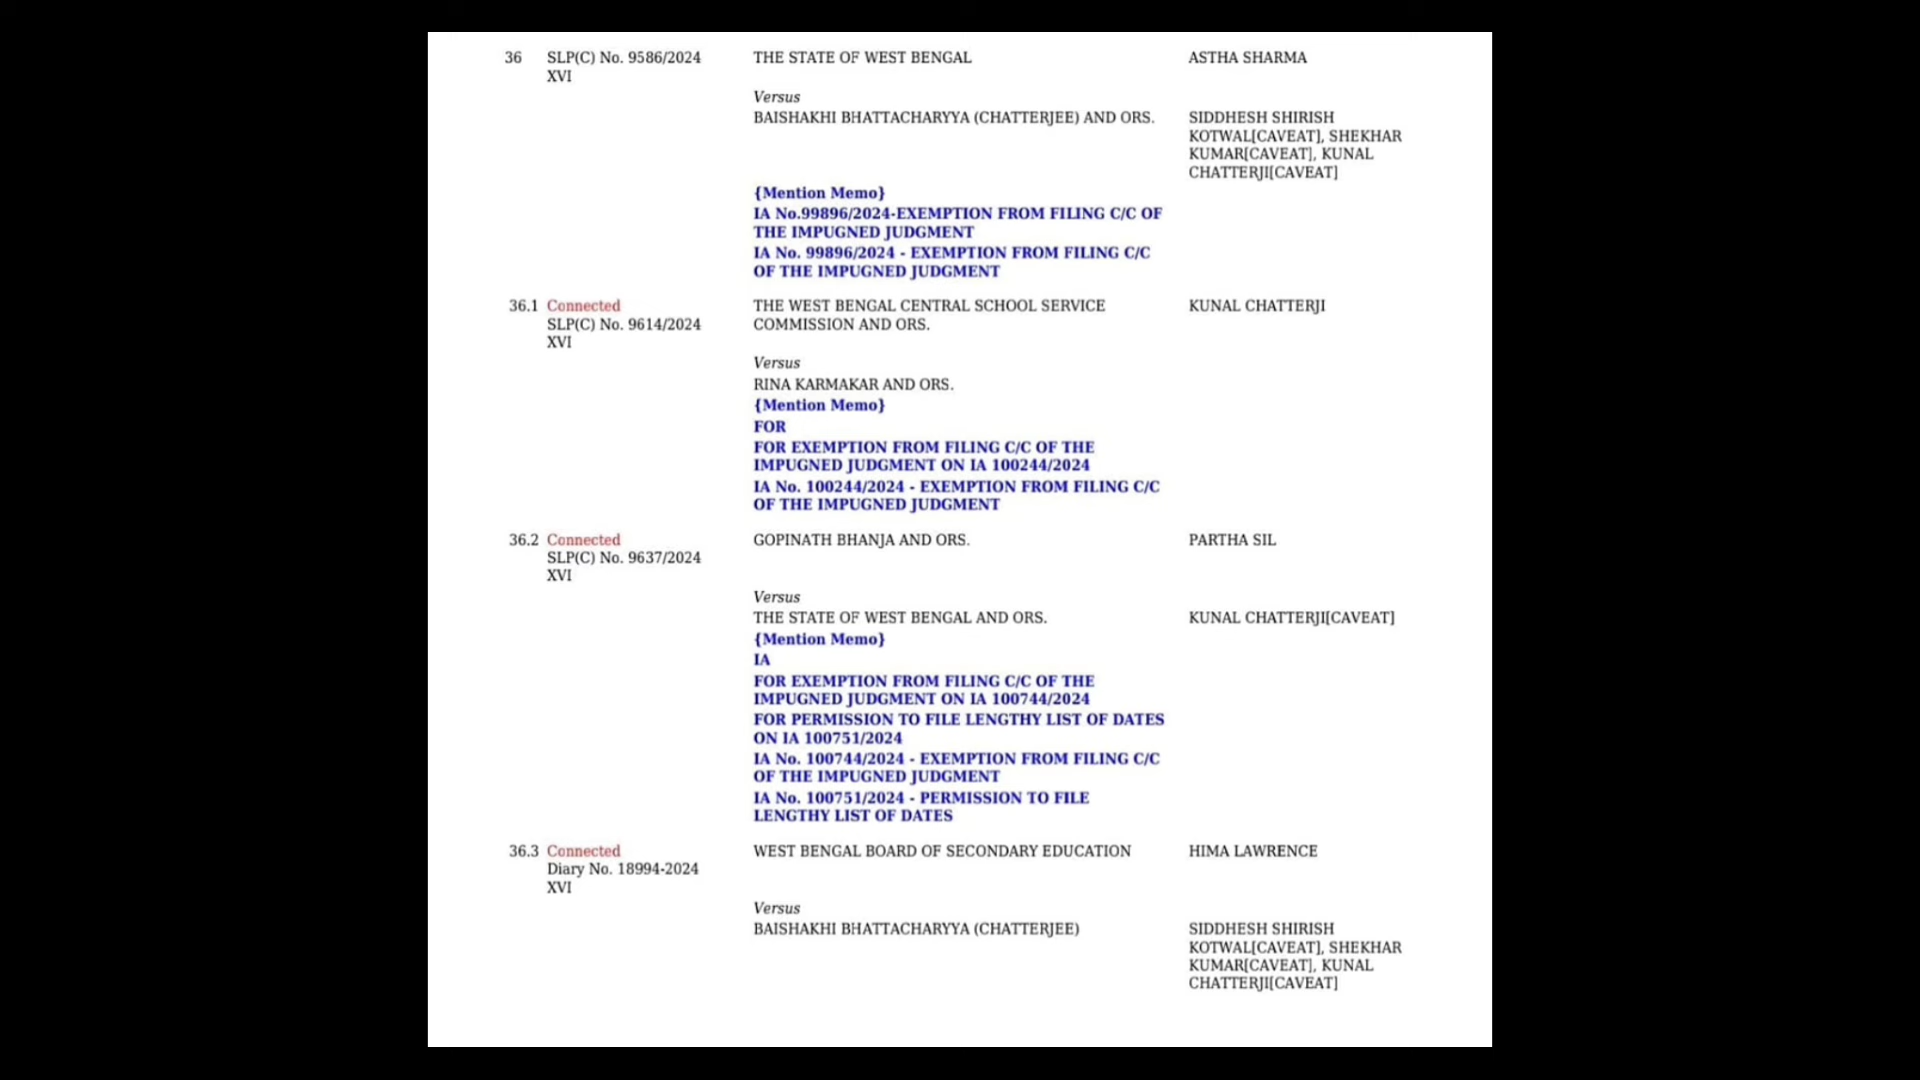 36 SLP(C) No. 9586/2024 THE STATE OF WEST BENGAL ASTHA SHARMA
XVI
Versus
BAISHAKHI BHATTACHARYYA (CHATTERJEE) AND ORS. SIDDHESH SHIRISH
KOTWAL[CAVEAT], SHEKHAR
KUMAR[CAVEAT], KUNAL
CHATTERJI[CAVEAT]
{Mention Memo}
IA No.99896/2024-EXEMPTION FROM FILING C/C OF
THE IMPUGNED JUDGMENT
IA No. 99896/2024 - EXEMPTION FROM FILING C/C
OF THE IMPUGNED JUDGMENT
36.1 Connected THE WEST BENGAL CENTRAL SCHOOL SERVICE KUNAL CHATTERJI
SLP(C) No. 9614/2024 COMMISSION AND ORS.
XVI
Versus
RINA KARMAKAR AND ORS.
{Mention Memo}
FOR
FOR EXEMPTION FROM FILING C/C OF THE
IMPUGNED JUDGMENT ON IA 100244/2024
IA No. 100244/2024 - EXEMPTION FROM FILING C/C
OF THE IMPUGNED JUDGMENT
36.2 Connected GOPINATH BHANJA AND ORS. PARTHA SIL
SLP(C) No. 9637/2024
XVI
Versus
THE STATE OF WEST BENGAL AND ORS. KUNAL CHATTERJI[CAVEAT]
{Mention Memo}
IA
FOR EXEMPTION FROM FILING C/C OF THE
IMPUGNED JUDGMENT ON IA 100744/2024
FOR PERMISSION TO FILE LENGTHY LIST OF DATES
ON IA 100751/2024
IA No. 100744/2024 - EXEMPTION FROM FILING C/C
OF THE IMPUGNED JUDGMENT
IA No. 100751/2024 - PERMISSION TO FILE
LENGTHY LIST OF DATES
36.3 Connected WEST BENGAL BOARD OF SECONDARY EDUCATION HIMA LAWRENCE
Diary No. 18994-2024
XVI
Versus
BAISHAKHI BHATTACHARYYA (CHATTERJEE) SIDDHESH SHIRISH
KOTWAL[CAVEAT], SHEKHAR
KUMAR[CAVEAT], KUNAL
CHATTERJI[CAVEAT]